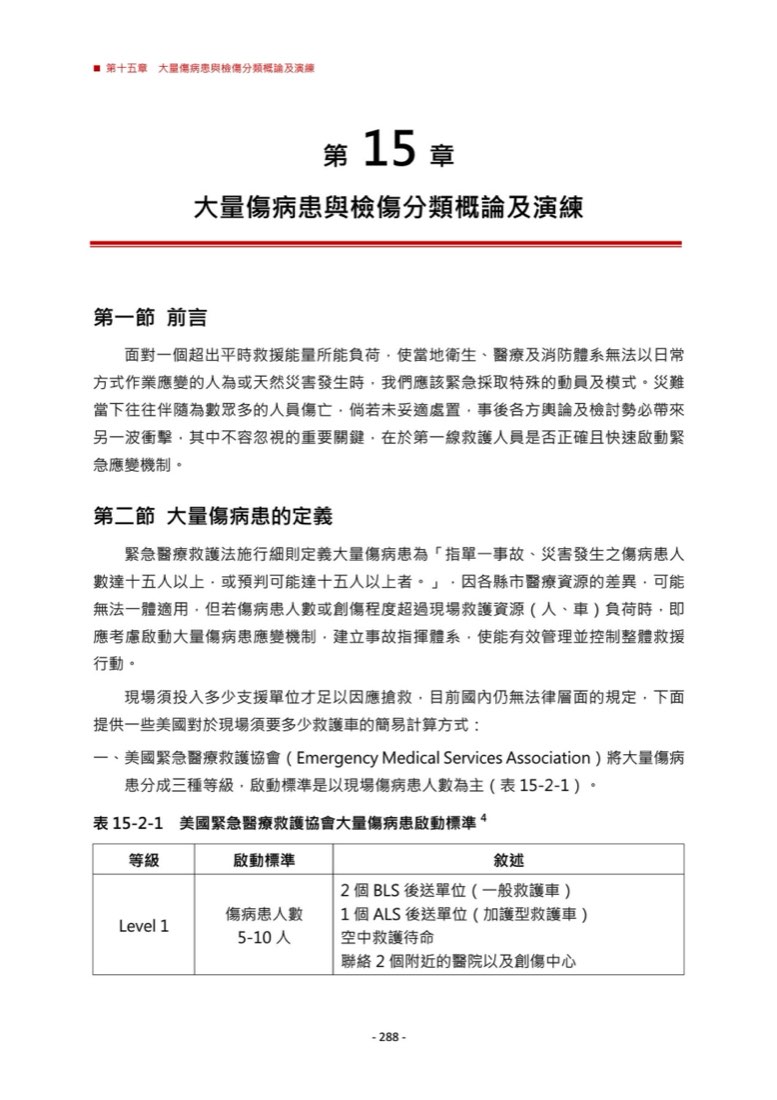 ■ 第十五章　大量傷病患與檢傷分類概論及演練
第 15 章
大量傷病患與檢傷分類概論及演練
第一節 前言
面對一個超出平時救援能量所能負荷，使當地衛生、醫療及消防體系無法以日常
方式作業應變的人為或天然災害發生時，我們應該緊急採取特殊的動員及模式。災難
當下往往伴隨為數眾多的人員傷亡，倘若未妥適處置，事後各方輿論及檢討勢必帶來
另一波衝擊，其中不容忽視的重要關鍵，在於第一線救護人員是否正確且快速啟動緊
急應變機制。
第二節 大量傷病患的定義
緊急醫療救護法施行細則定義大量傷病患為「指單一事故、災害發生之傷病患人
數達十五人以上，或預判可能達十五人以上者。」，因各縣市醫療資源的差異，可能
無法一體適用，但若傷病患人數或創傷程度超過現場救護資源（人、車）負荷時，即
應考慮啟動大量傷病患應變機制，建立事故指揮體系，使能有效管理並控制整體救援
行動。
現場須投入多少支援單位才足以因應搶救，目前國內仍無法律層面的規定，下面
提供一些美國對於現場須要多少救護車的簡易計算方式：
一、美國緊急醫療救護協會（Emergency Medical Services Association）將大量傷病
患分成三種等級，啟動標準是以現場傷病患人數為主（表 15-2-1）。
表 15-2-1　美國緊急醫療救護協會大量傷病患啟動標準 4
等級 啟動標準 敘述
Level 1
傷病患人數
5-10 人
2 個 BLS 後送單位（一般救護車）
1 個 ALS 後送單位（加護型救護車）
空中救護待命
聯絡 2 個附近的醫院以及創傷中心
- 288 -